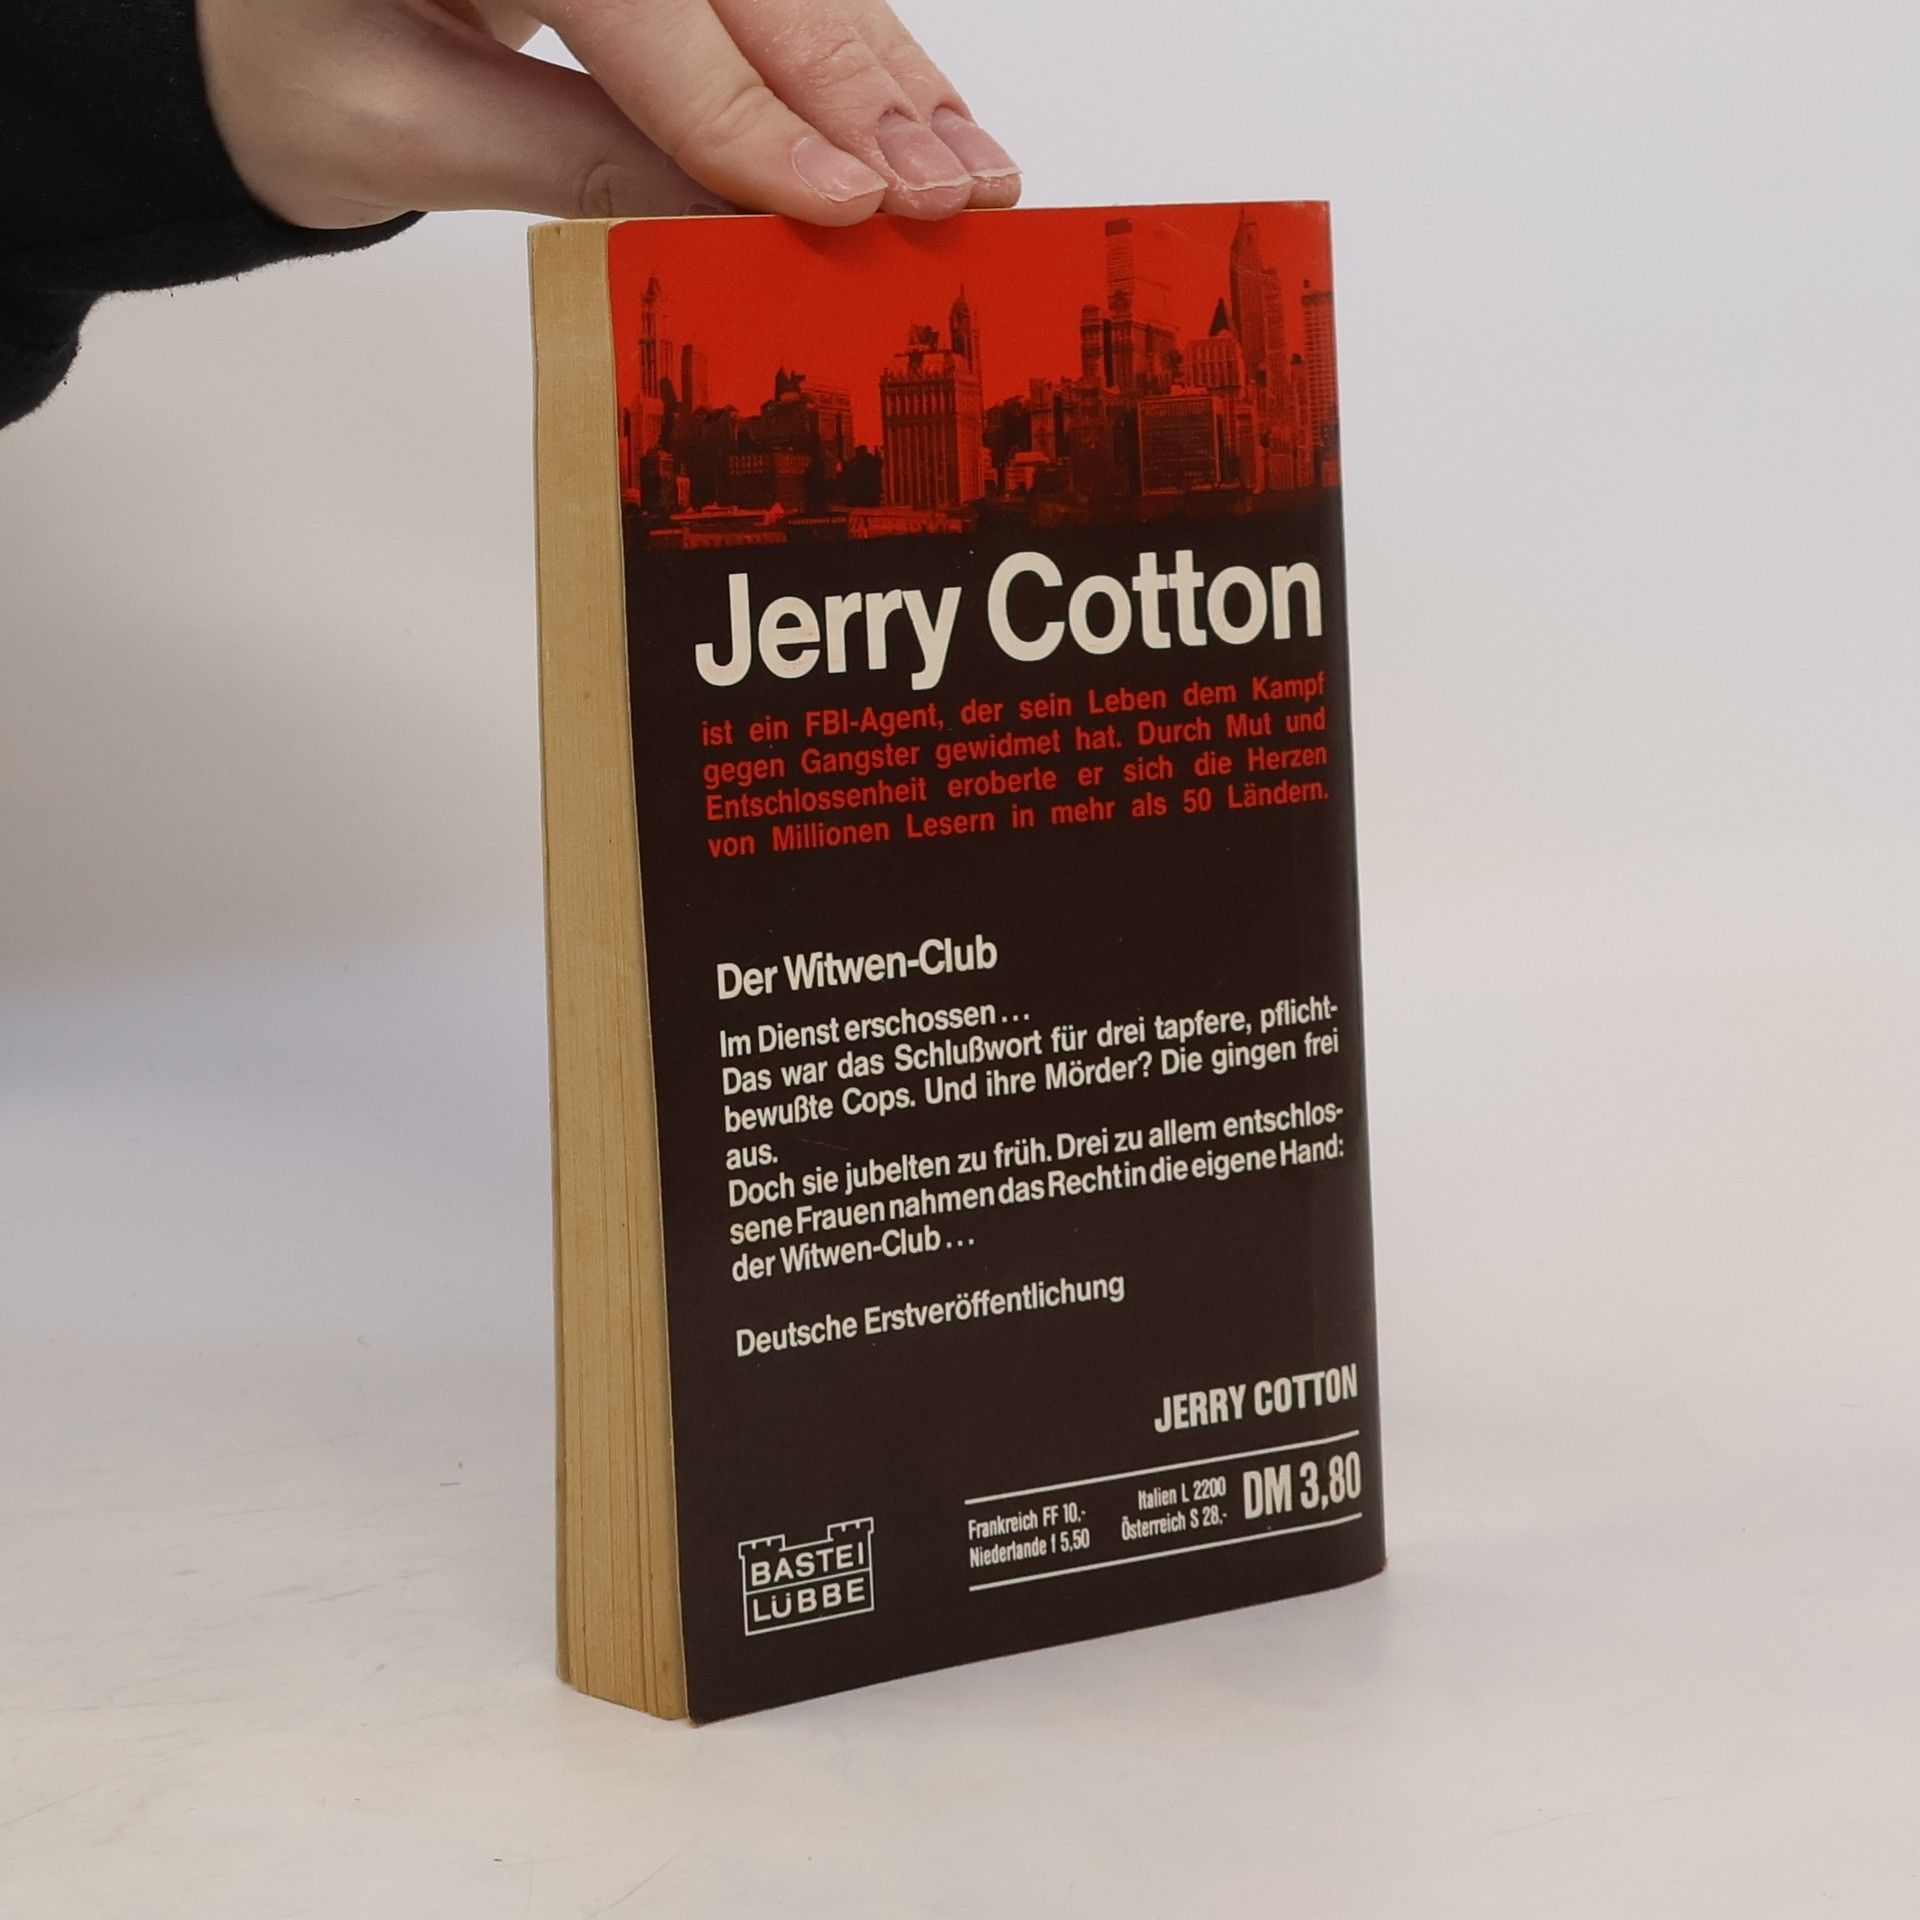 Jerry Cotton
ist ein FBI-Agent, der sein Leben dem Kampf
gegen Gangster gewidmet hat. Durch Mut und
Entschlossenheit eroberte er sich die Herzen
von Millionen Lesern in mehr als 50 Ländern.
Der Witwen-Club
Im Dienst erschossen...
Das war das Schlußwort für drei tapfere, pflicht-
bewußte Cops. Und ihre Mörder? Die gingen frei
aus.
Doch sie jubelten zu früh. Drei zu allem entschlos-
sene Frauen nahmen das Recht in die eigene Hand:
der Witwen-Club...
Deutsche Erstveröffentlichung
JERRY COTTON
Frankreich FF 10,- Italien L 2200 DM 3,80
Niederlande f 5,50 Österreich S 28,-
BASTEI
LÜBBE